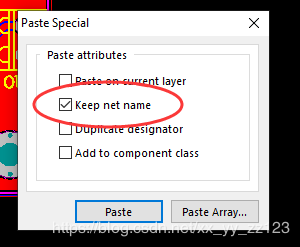 Paste Special
Paste attributes
Paste on current layer
Keep net name
Duplicate designator
Add to component class
Paste
Paste Array...
https://blog.csdn.net/xx_yy_zz123